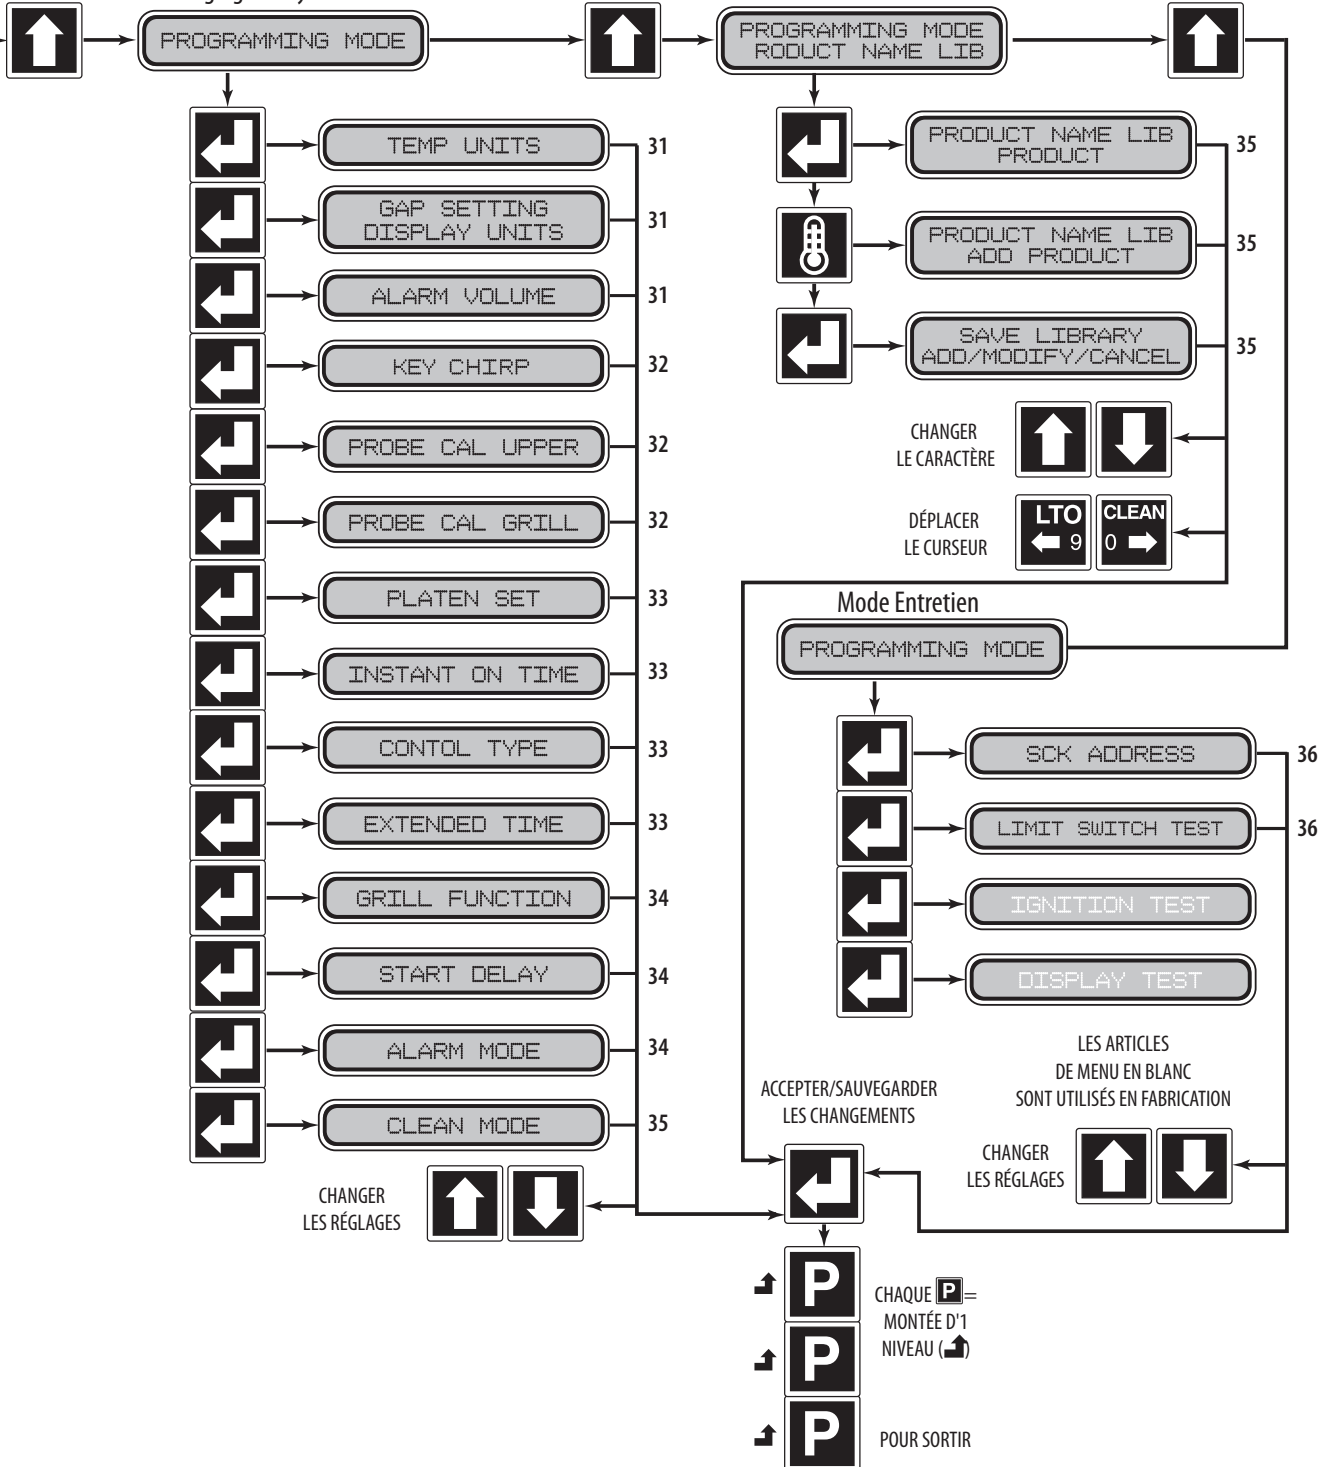 PROGRAMMING MODE
PROGRAMMING MODE
RODUCT NAME LIB
TEMP UNITS
31
GAP SETTING
DISPLAY UNITS
31
ALARM VOLUME
31
KEY CHIRP
32
PROBE CAL UPPER
32
PROBE CAL GRILL
32
PLATEN SET
33
INSTANT ON TIME
33
CONTOL TYPE
33
EXTENDED TIME
33
GRILL FUNCTION
34
START DELAY
34
ALARM MODE
34
CLEAN MODE
35
CHANGER
LES RÉGLAGES
PRODUCT NAME LIB
PRODUCT
35
PRODUCT NAME LIB
ADD PRODUCT
35
SAVE LIBRARY
ADD/MODIFY/CANCEL
35
CHANGER
LE CARACTÈRE
DÉPLACER
LE CURSEUR
LTO
9
CLEAN
0
Mode Entretien
PROGRAMMING MODE
SCK ADDRESS
36
LIMIT SWITCH TEST
36
IGNITION TEST
DISPLAY TEST
LES ARTICLES
DE MENU EN BLANC
SONT UTILISÉS EN FABRICATION
CHANGER
LES RÉGLAGES
ACCEPTER/SAUVEGARDER
LES CHANGEMENTS
P
CHAQUE P =
MONTÉE D'1
NIVEAU ( )
P
P
POUR SORTIR